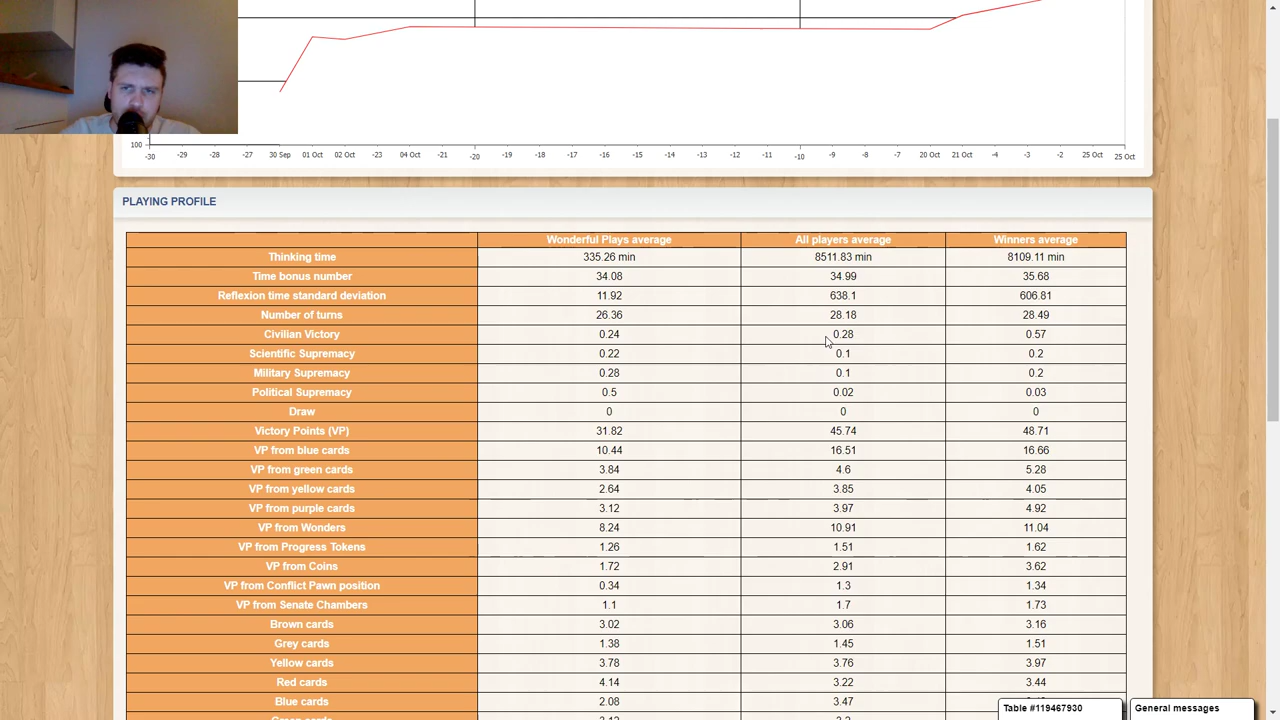 100
-30 -29 -28 -27 30 Sep 01 Oct 02 Oct -23 04 Oct -21 -20 -19 -18 -17 -16 -15 -14 -13 -12 -11 -10 -9 -8 -7 20 Oct 21 Oct -4 -3 -2 25 Oct 25 Oct
PLAYING PROFILE
Wonderful Plays average All players average Winners average
Thinking time 335.26 min 8511.83 min 8109.11 min
Time bonus number 34.08 34.99 35.68
Reflexion time standard deviation 11.92 638.1 606.81
Number of turns 26.36 28.18 28.49
Civilian Victory 0.24 0.28 0.57
Scientific Supremacy 0.22 0.1 0.2
Military Supremacy 0.28 0.1 0.2
Political Supremacy 0.5 0.02 0.03
Draw 0 0 0
Victory Points (VP) 31.82 45.74 48.71
VP from blue cards 10.44 16.51 16.66
VP from green cards 3.84 4.6 5.28
VP from yellow cards 2.64 3.85 4.05
VP from purple cards 3.12 3.97 4.92
VP from Wonders 8.24 10.91 11.04
VP from Progress Tokens 1.26 1.51 1.62
VP from Coins 1.72 2.91 3.62
VP from Conflict Pawn position 0.34 1.3 1.34
VP from Senate Chambers 1.1 1.7 1.73
Brown cards 3.02 3.06 3.16
Grey cards 1.38 1.45 1.51
Yellow cards 3.78 3.76 3.97
Red cards 4.14 3.22 3.44
Blue cards 2.08 3.47
Table #119467930 General messages